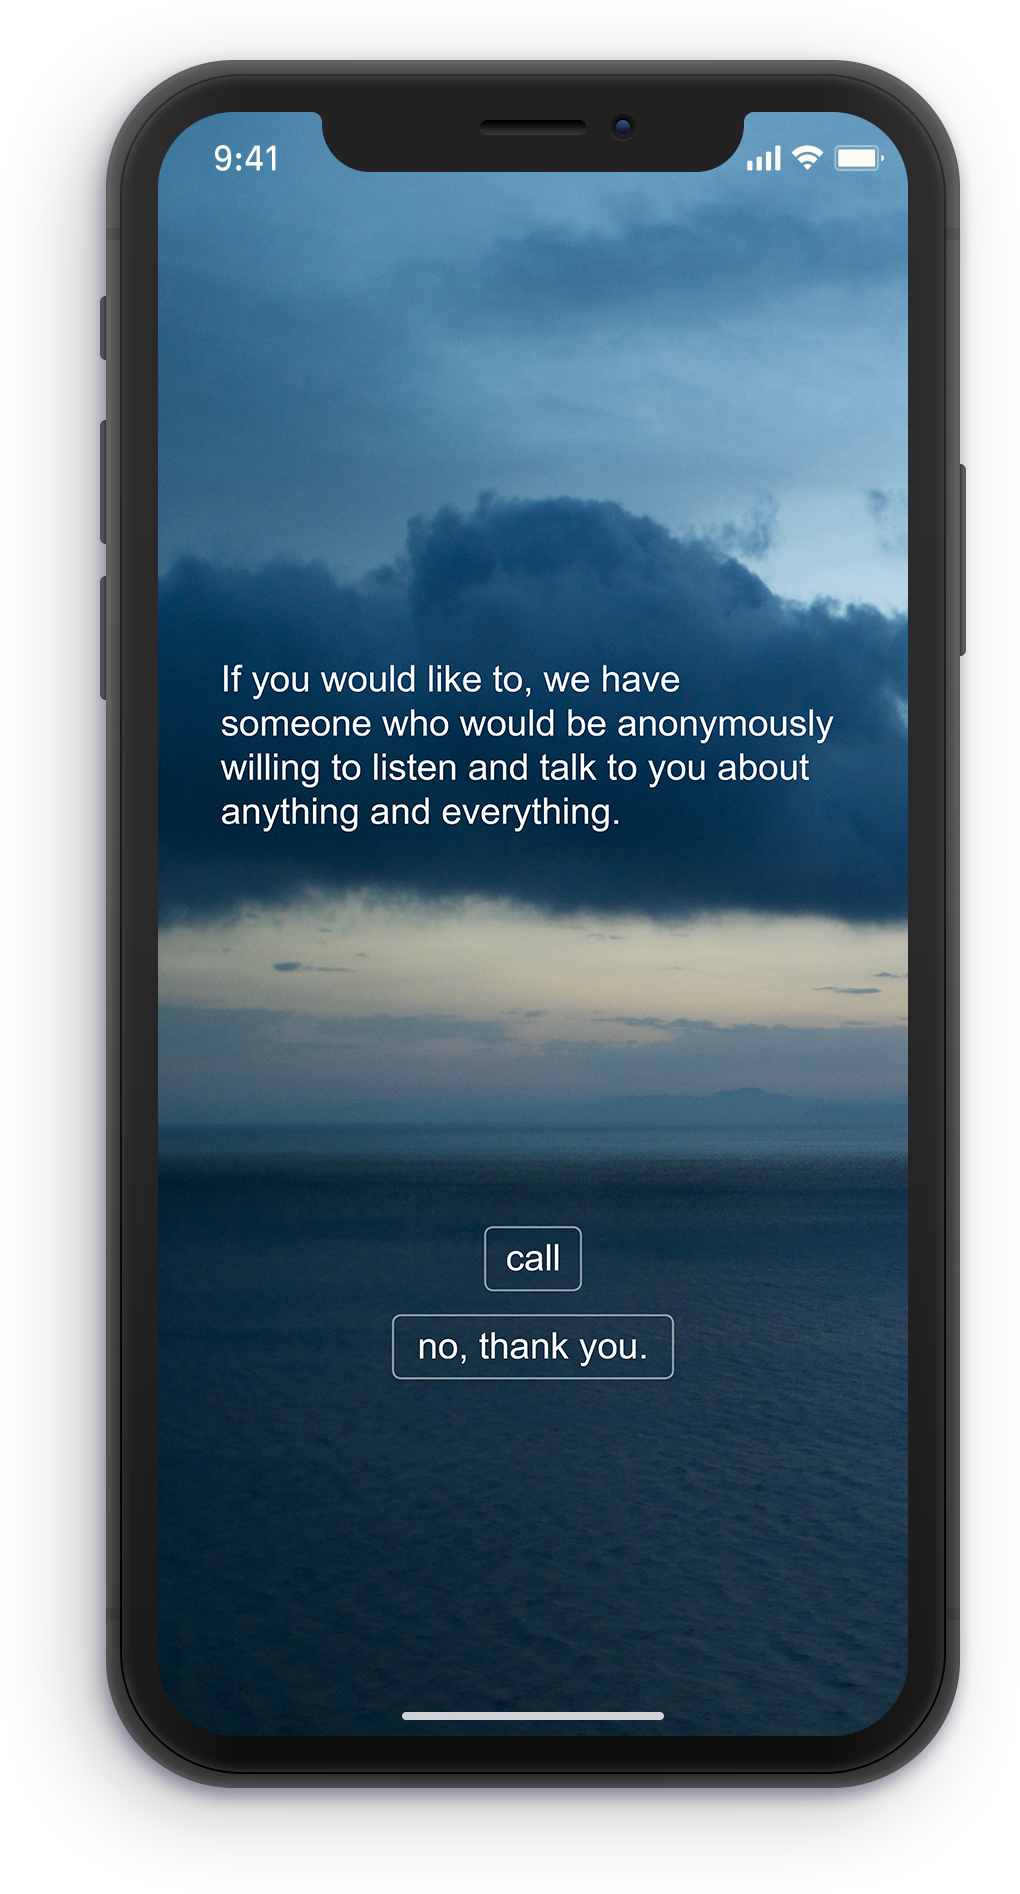 9:41
If you would like to, we have
someone who would be anonymously
willing to listen and talk to you about
anything and everything.
call
no, thank you.